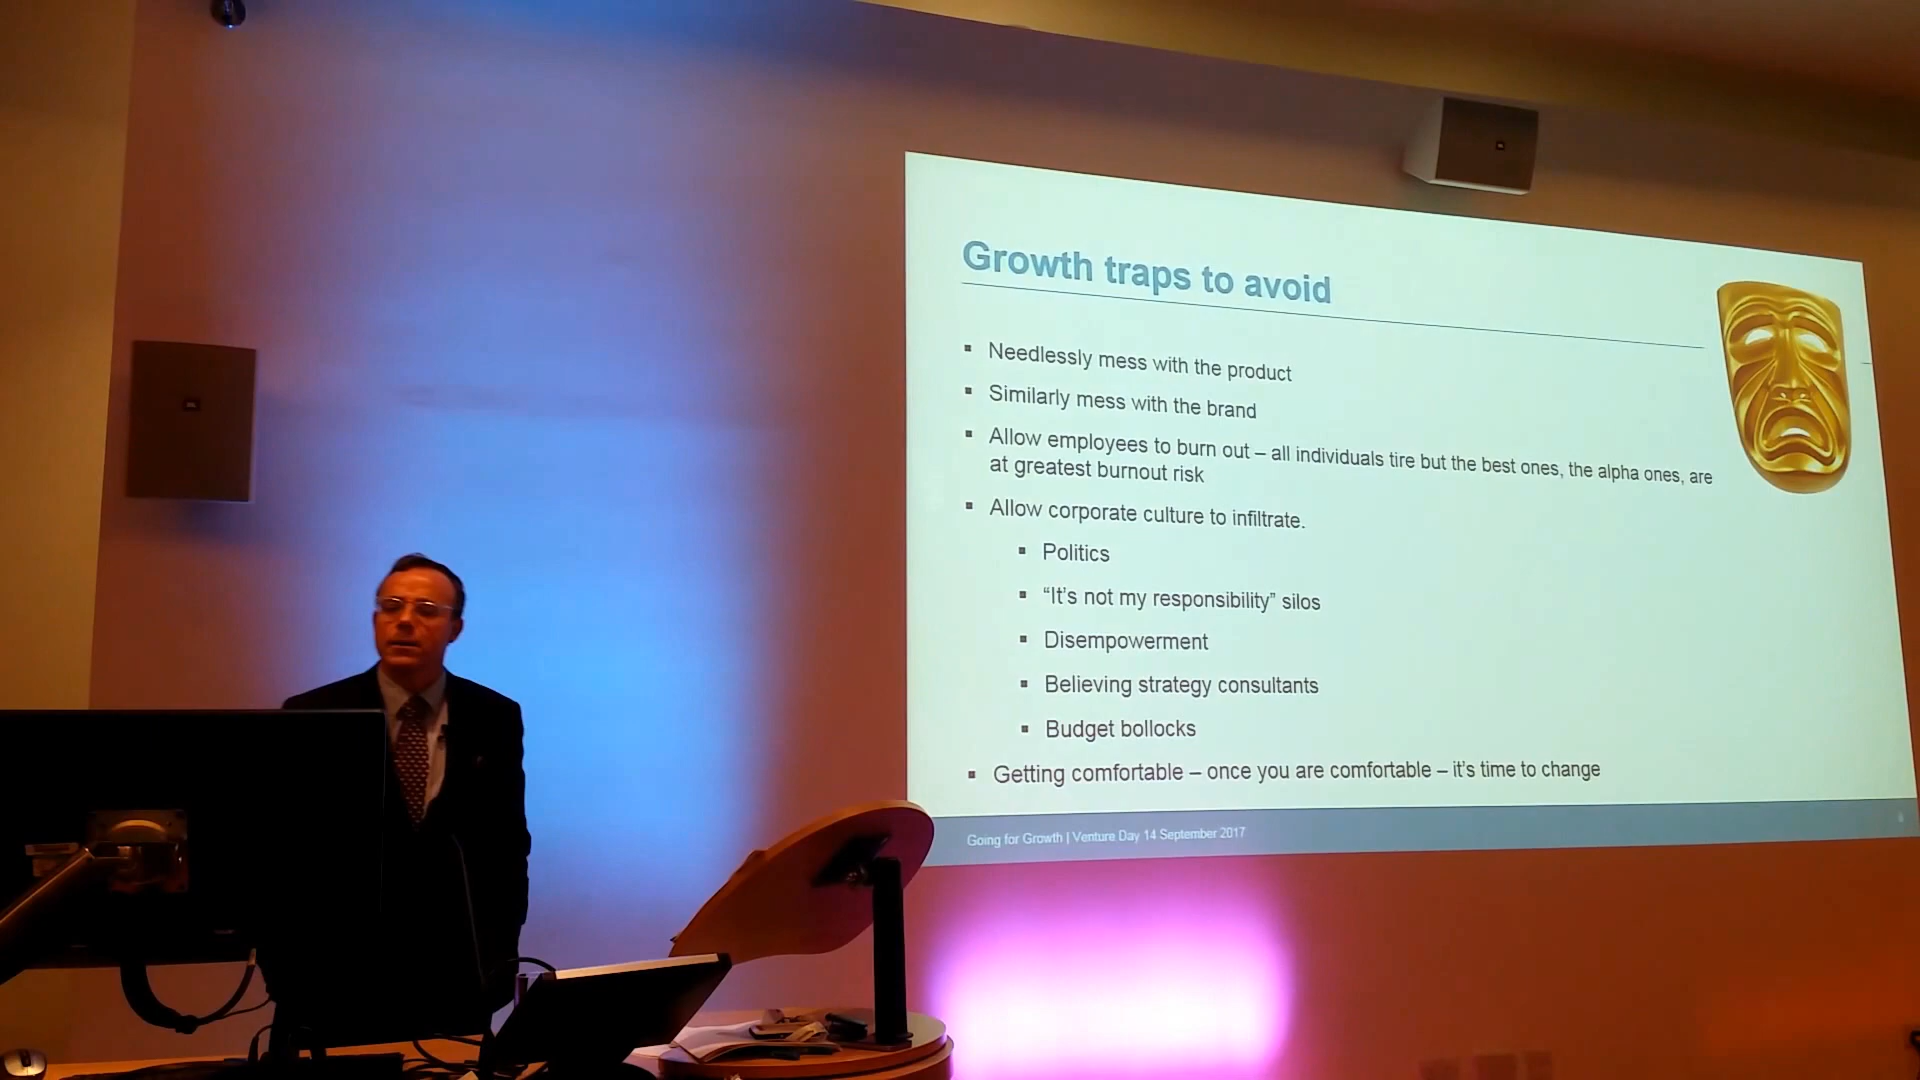 Growth traps to avoid
Needlessly mess with the product
Similarly mess with the brand
Allow employees to burn out – all individuals tire but the best ones, the alpha ones, are
at greatest burnout risk
Allow corporate culture to infiltrate.
Politics
“It’s not my responsibility” silos
Disempowerment
Believing strategy consultants
Budget bollocks
Getting comfortable – once you are comfortable – it’s time to change
Going for Growth | Venture Day 14 September 2017